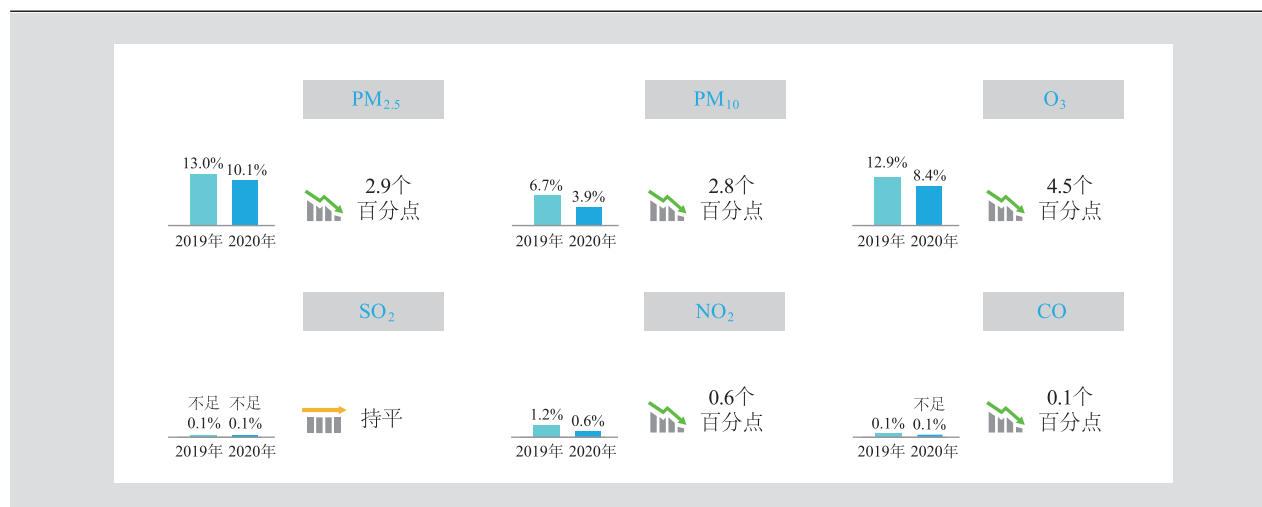 PM₂.₅
13.0% 10.1%
2.9个
百分点
2019年 2020年
PM₁₀
6.7% 3.9%
2.8个
百分点
2019年 2020年
O₃
12.9% 8.4%
4.5个
百分点
2019年 2020年
SO₂
不足 不足
0.1% 0.1%
持平
2019年 2020年
NO₂
1.2% 0.6%
0.6个
百分点
2019年 2020年
CO
不足
0.1% 0.1%
0.1个
百分点
2019年 2020年